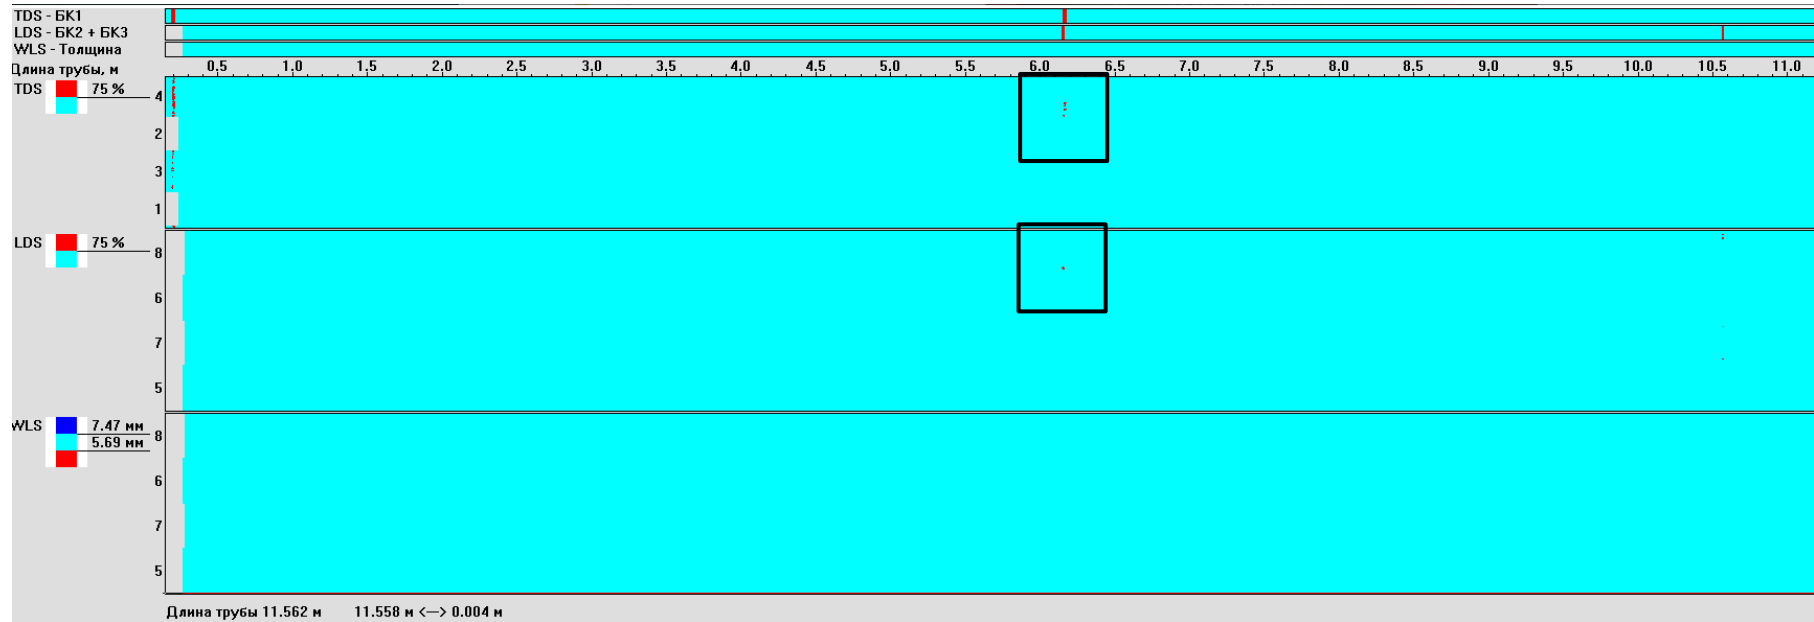 TDS - БК1
LDS - БК2 + БК3
WLS - Толщина
Длина трубы, м 0.5 1.0 1.5 2.0 2.5 3.0 3.5 4.0 4.5 5.0 5.5 6.0 6.5 7.0 7.5 8.0 8.5 9.0 9.5 10.0 10.5 11.0
TDS 75 %
4
2
3
1
LDS 75 %
8
6
7
5
WLS 7.47 мм
8
5.69 мм
6
7
5
Длина трубы 11.562 м 11.558 м <—> 0.004 м